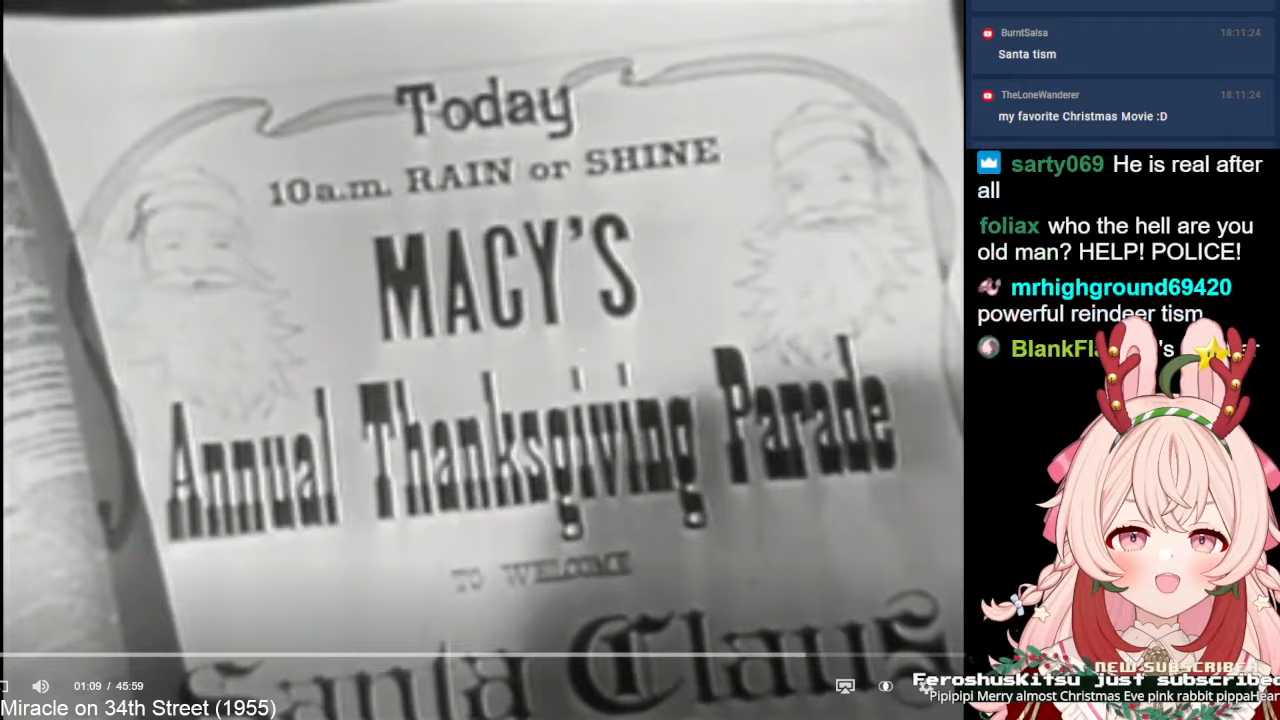 Today
10a.m. RAIN or SHINE
MACY'S
Annual Thanksgiving Parade
TO WELCOME
Santa Claus
01:09 / 45:59
Miracle on 34th Street (1955)
BurntSalsa 18:11:24
Santa tism
TheLoneWanderer 18:11:24
my favorite Christmas Movie :D
sarty069 He is real after
all
foliax who the hell are you
old man? HELP! POLICE!
mrhighground69420
powerful reindeer tism
NEW SUBSCRIBER
FeroshusKitsu just subscribed
Pipipipi Merry almost Christmas Eve pink rabbit